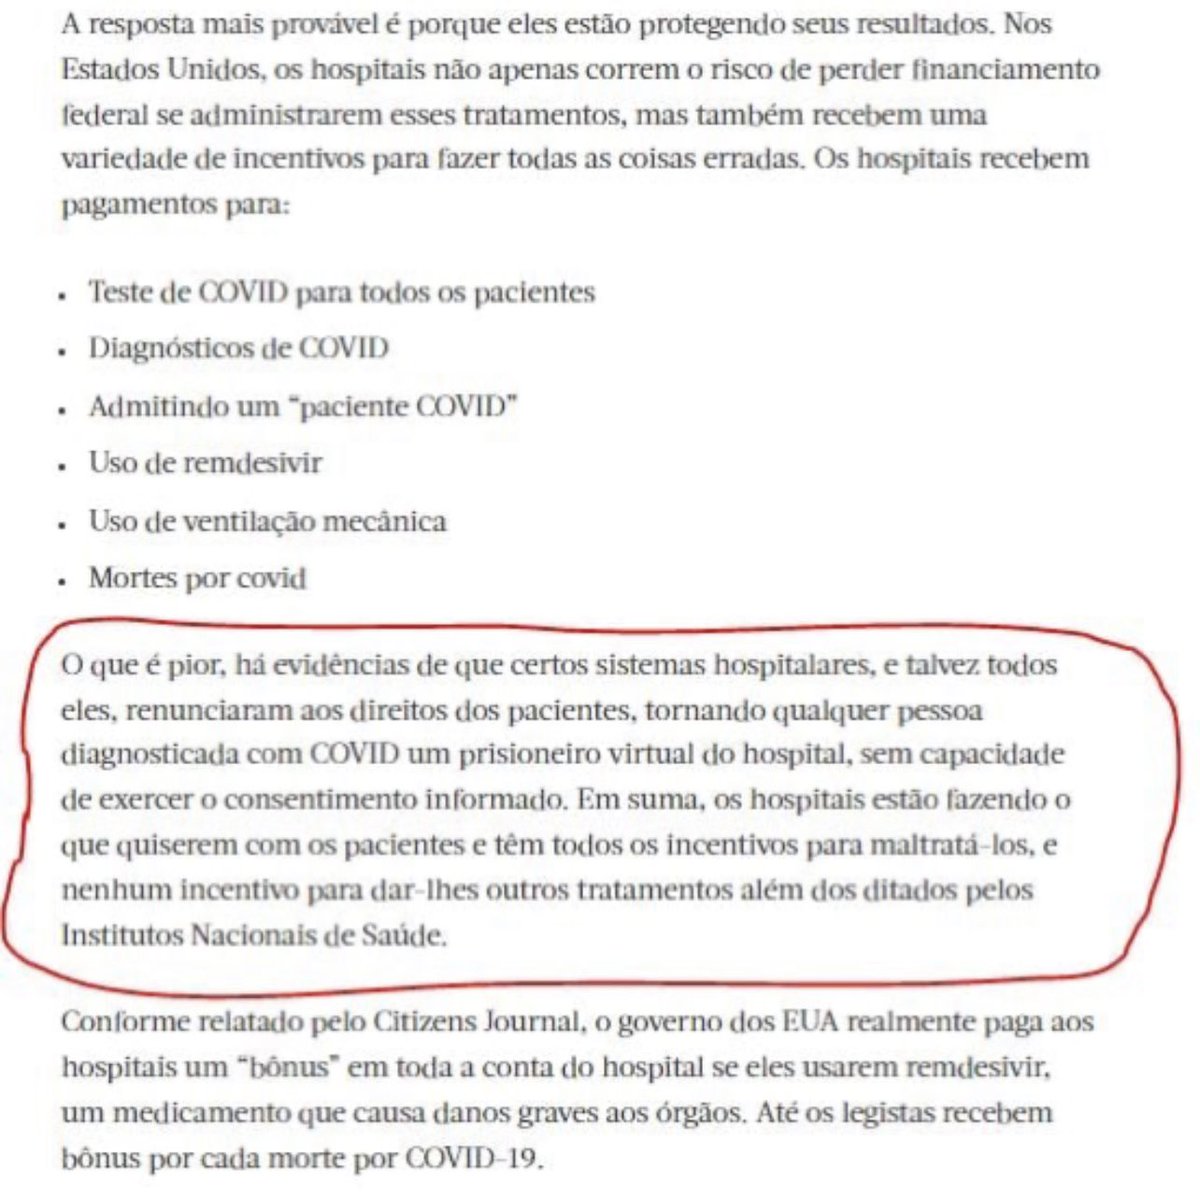 A resposta mais provável é porque eles estão protegendo seus resultados. Nos
Estados Unidos, os hospitais não apenas correm o risco de perder financiamento
federal se administrarem esses tratamentos, mas também recebem uma
variedade de incentivos para fazer todas as coisas erradas. Os hospitais recebem
pagamentos para:
• Teste de COVID para todos os pacientes
• Diagnósticos de COVID
• Admitindo um “paciente COVID”
• Uso de remdesivir
• Uso de ventilação mecânica
• Mortes por covid
O que é pior, há evidências de que certos sistemas hospitalares, e talvez todos
eles, renunciaram aos direitos dos pacientes, tornando qualquer pessoa
diagnosticada com COVID um prisioneiro virtual do hospital, sem capacidade
de exercer o consentimento informado. Em suma, os hospitais estão fazendo o
que quiserem com os pacientes e têm todos os incentivos para maltratá-los, e
nenhum incentivo para dar-lhes outros tratamentos além dos ditados pelos
Institutos Nacionais de Saúde.
Conforme relatado pelo Citizens Journal, o governo dos EUA realmente paga aos
hospitais um “bônus” em toda a conta do hospital se eles usarem remdesivir,
um medicamento que causa danos graves aos órgãos. Até os legistas recebem
bônus por cada morte por COVID-19.